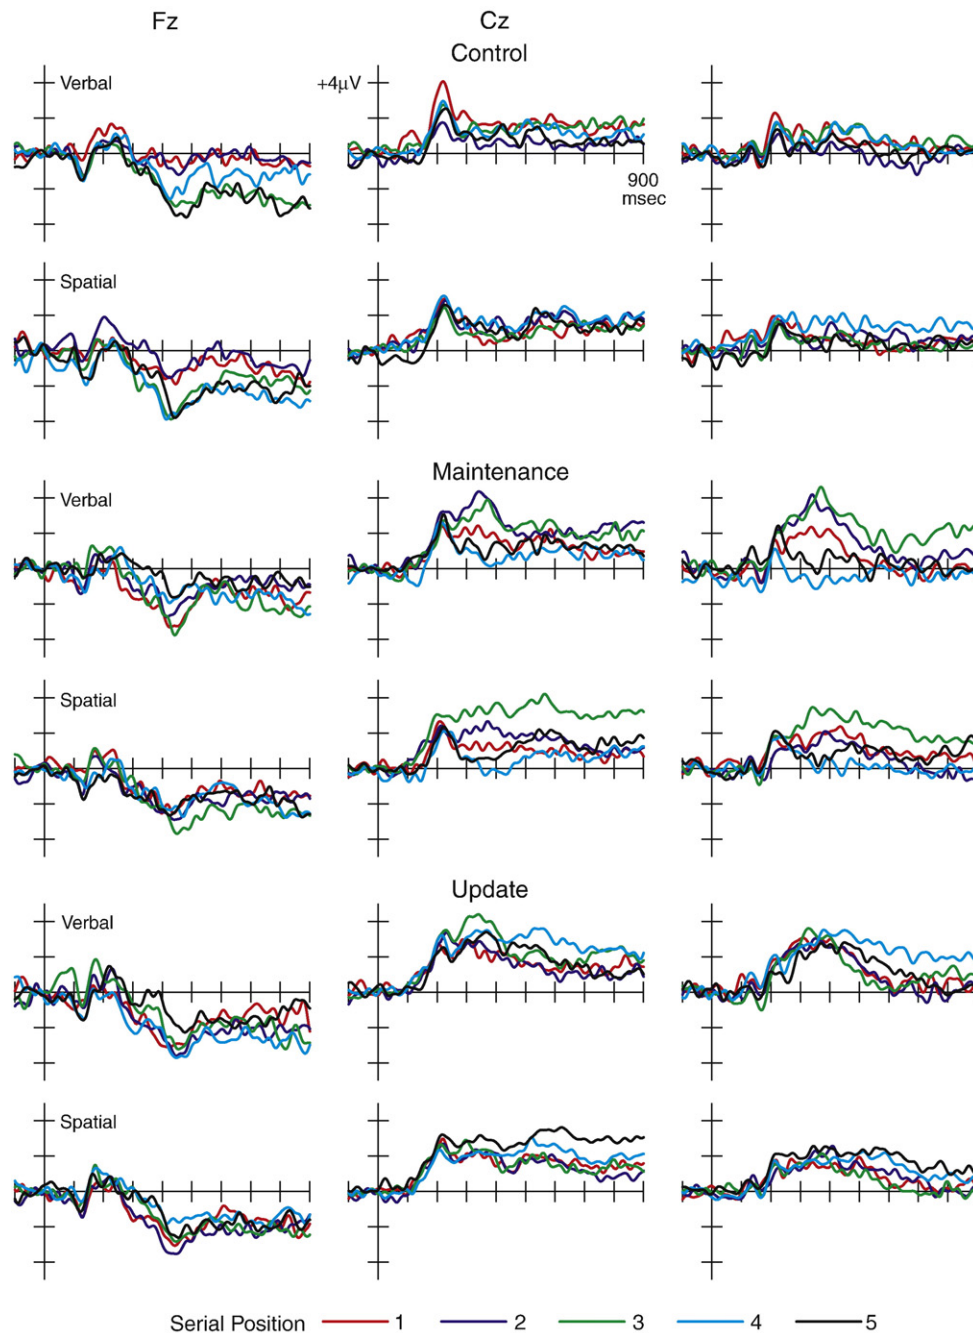 Fz Cz
Control
Verbal +4µV
900
msec
Spatial
Maintenance
Verbal
Spatial
Update
Verbal
Spatial
Serial Position 1 2 3 4 5